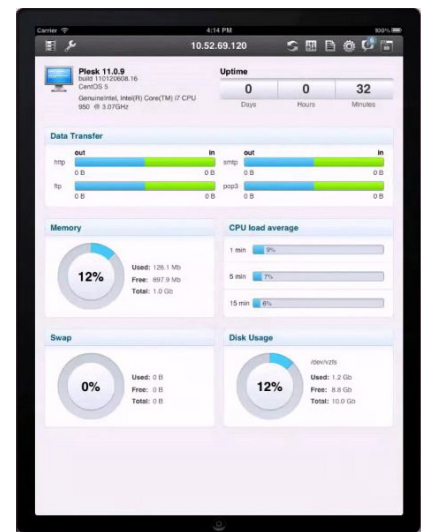 Carrier 4:14 PM 100%
10.52.69.120
Plesk 11.0.9
build 110120608.16
CentOS 5
GenuineIntel, Intel(R) Core(TM) i7 CPU
950 @ 3.07GHz
Uptime
0 0 32
Days Hours Minutes
Data Transfer
out in out in
http smtp
0 B 0 B 0 B 0 B
ftp pop3
0 B 0 B 0 B 0 B
Memory
12%
Used: 126.1 Mb
Free: 897.9 Mb
Total: 1.0 Gb
CPU load average
1 min 9%
5 min 7%
15 min 6%
Swap
0%
Used: 0 B
Free: 0 B
Total: 0 B
Disk Usage
12%
/dev/vzfs
Used: 1.2 Gb
Free: 8.8 Gb
Total: 10.0 Gb